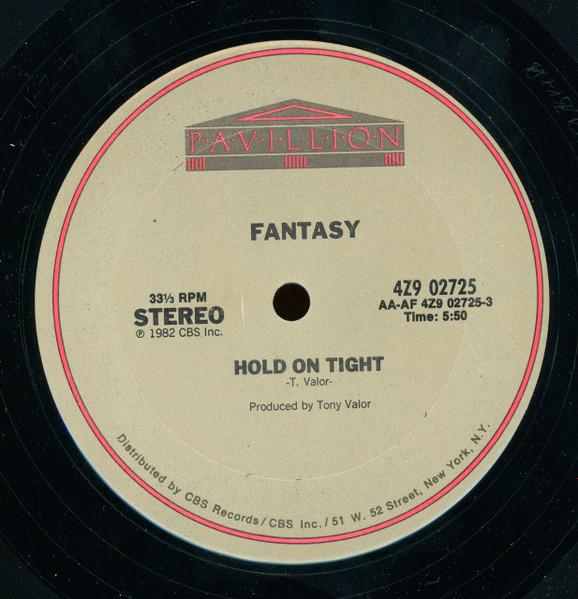 P·A·V·I·L·L·I·O·N
FANTASY
33⅓ RPM
STEREO
℗ 1982 CBS Inc.
4Z9 02725
AA-AF 4Z9 02725-3
Time: 5:50
HOLD ON TIGHT
-T. Valor-
Produced by Tony Valor
Distributed by CBS Records/CBS Inc./51 W. 52 Street, New York, N.Y.